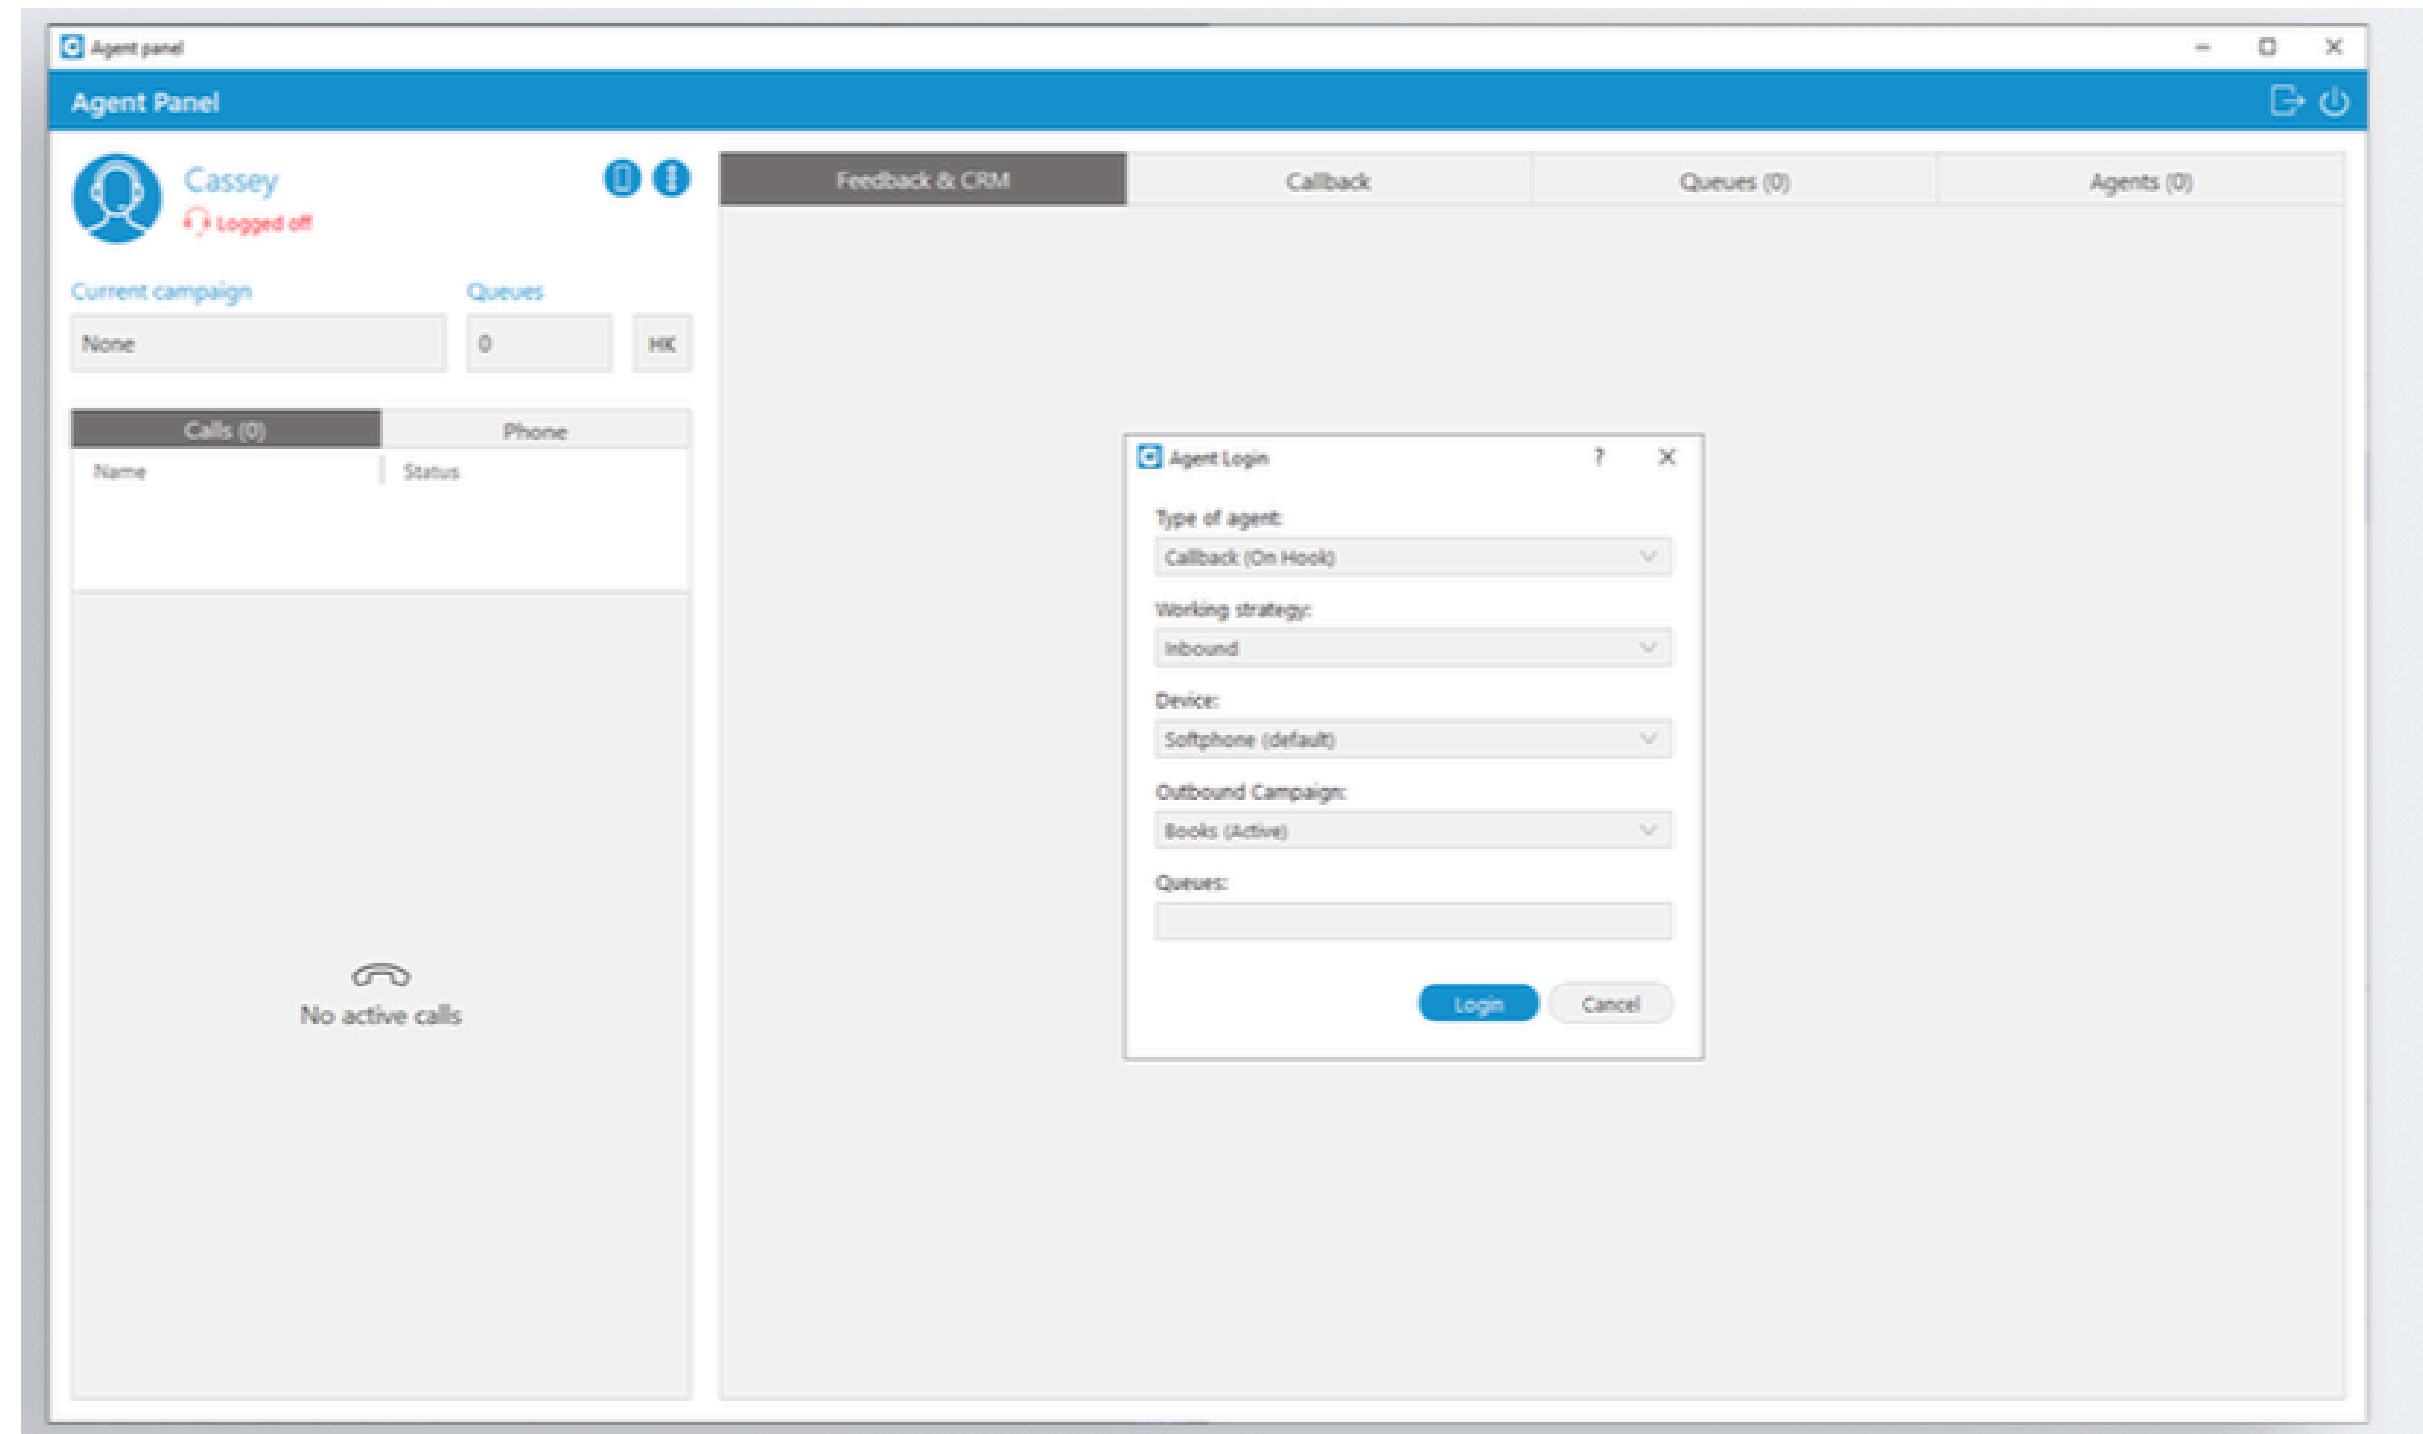 Agent panel
Agent Panel
Cassey
Logged off
Current campaign
Queues
None
0
HK
Calls (0)
Phone
Name
Status
No active calls
Feedback & CRM
Callback
Queues (0)
Agents (0)
Agent Login
?
Type of agent:
Callback (On Hook)
Working strategy:
Inbound
Device:
Softphone (default)
Outbound Campaign:
Books (Active)
Queues:
Login
Cancel